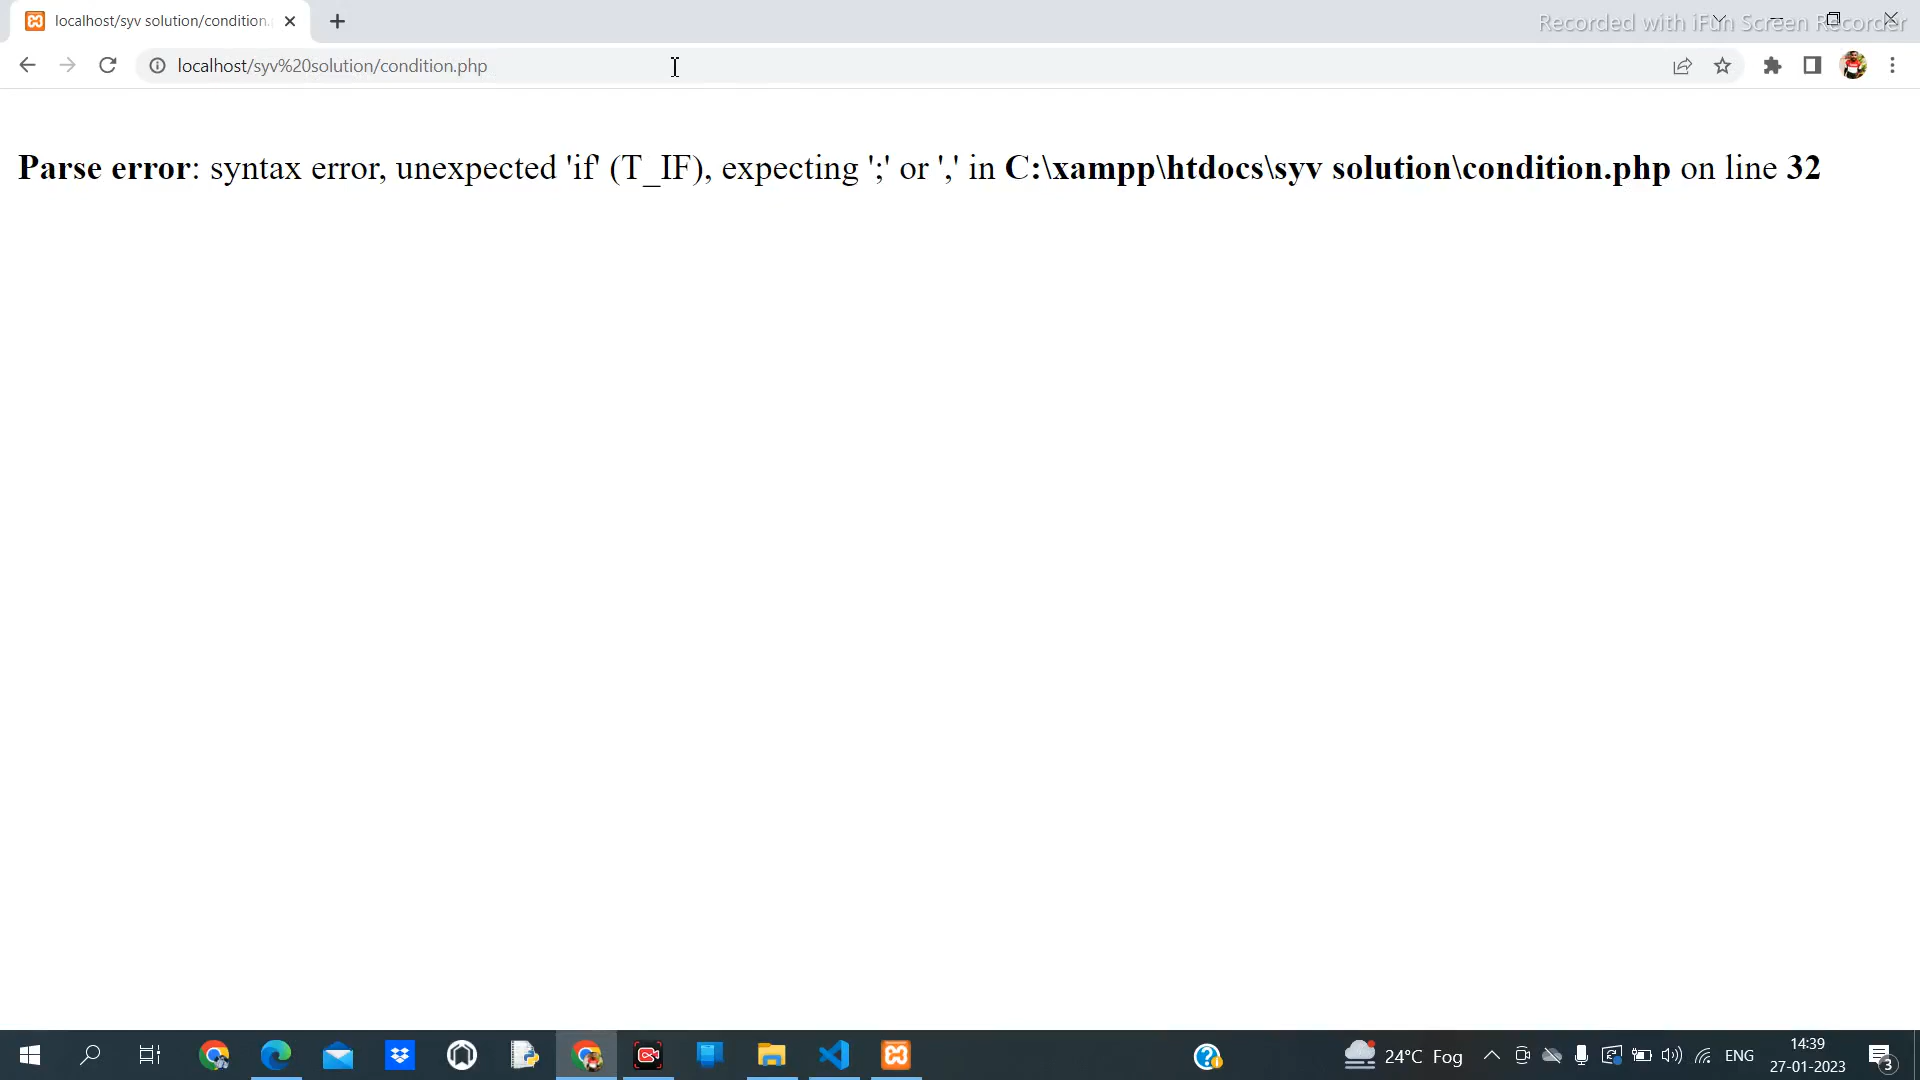 localhost/syv solution/condition.
Recorded with iFun Screen Recorder
localhost/syv%20solution/condition.php
Parse error: syntax error, unexpected 'if' (T_IF), expecting ';' or ',' in C:\xampp\htdocs\syv solution\condition.php on line 32
24°C Fog
ENG
14:39
27-01-2023
3